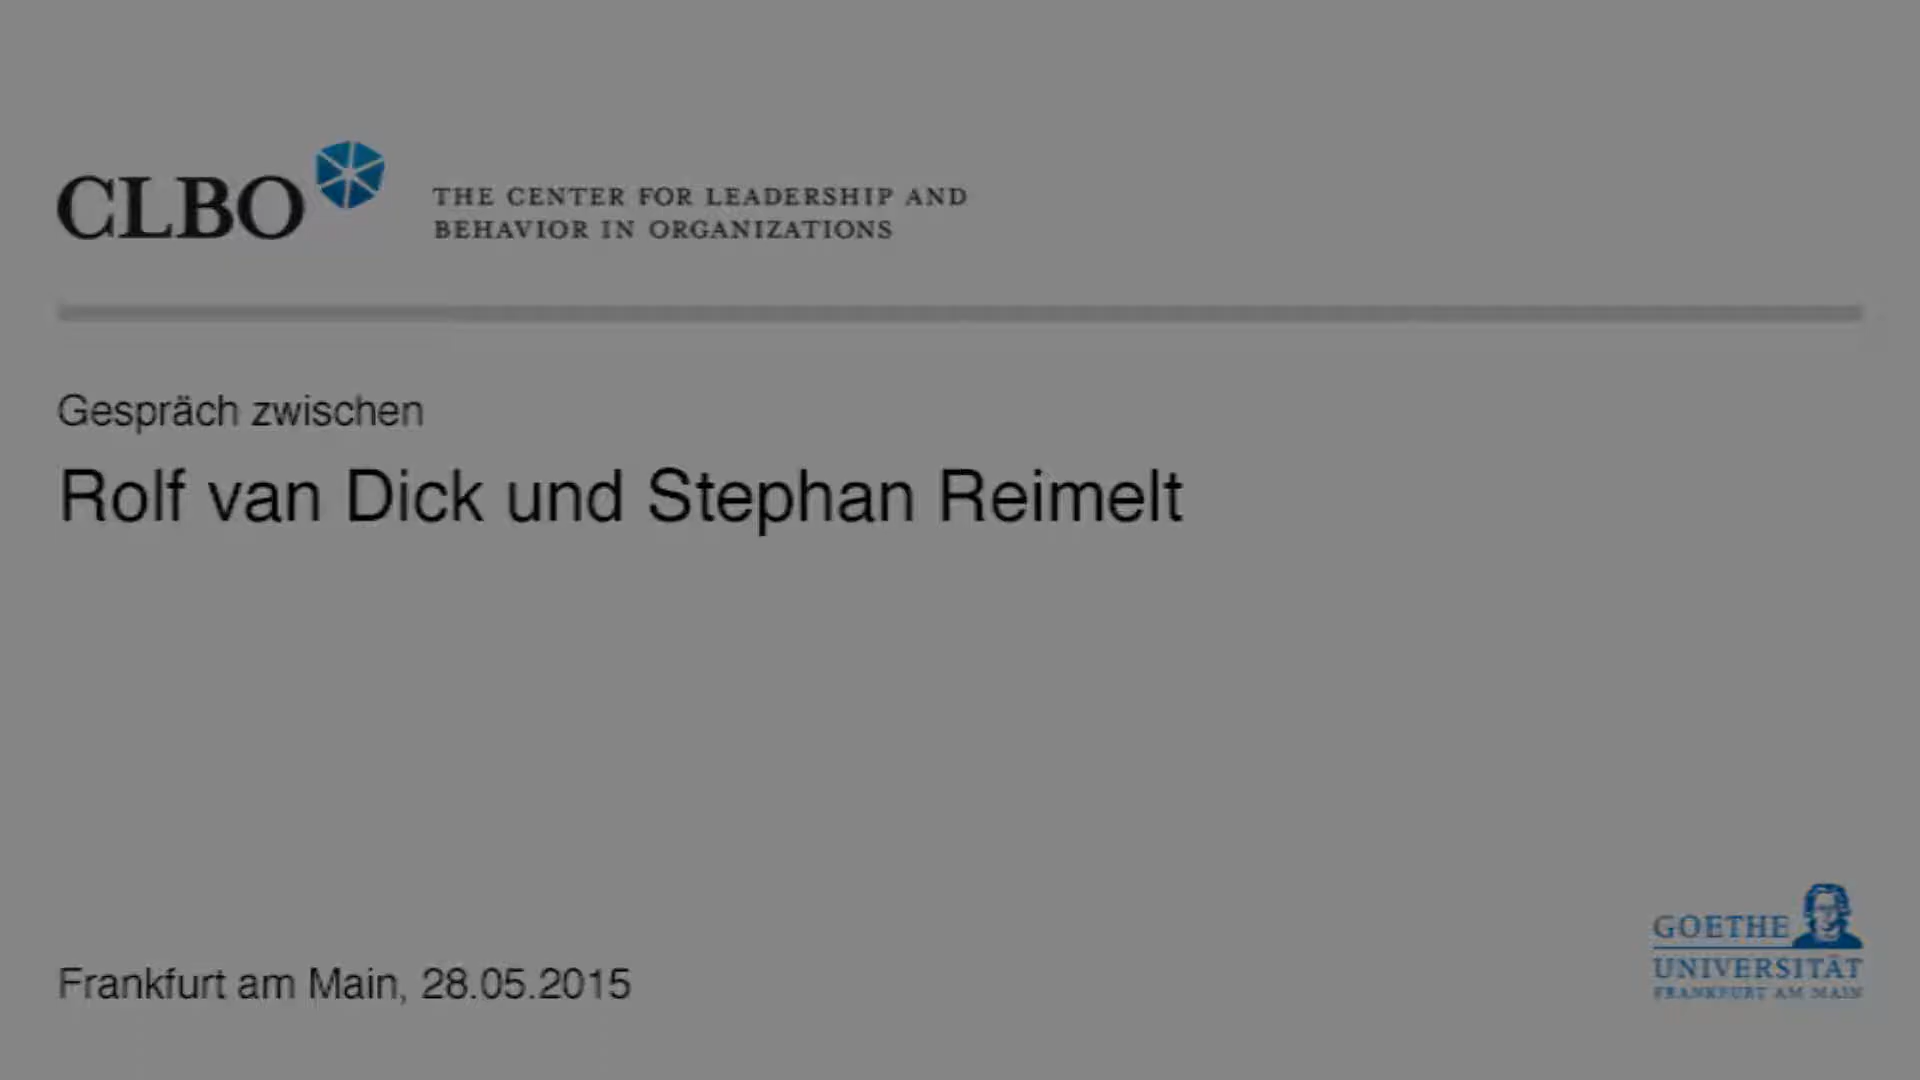 CLBO
THE CENTER FOR LEADERSHIP AND
BEHAVIOR IN ORGANIZATIONS
Gespräch zwischen
Rolf van Dick und Stephan Reimelt
Frankfurt am Main, 28.05.2015
GOETHE
UNIVERSITÄT
FRANKFURT AM MAIN